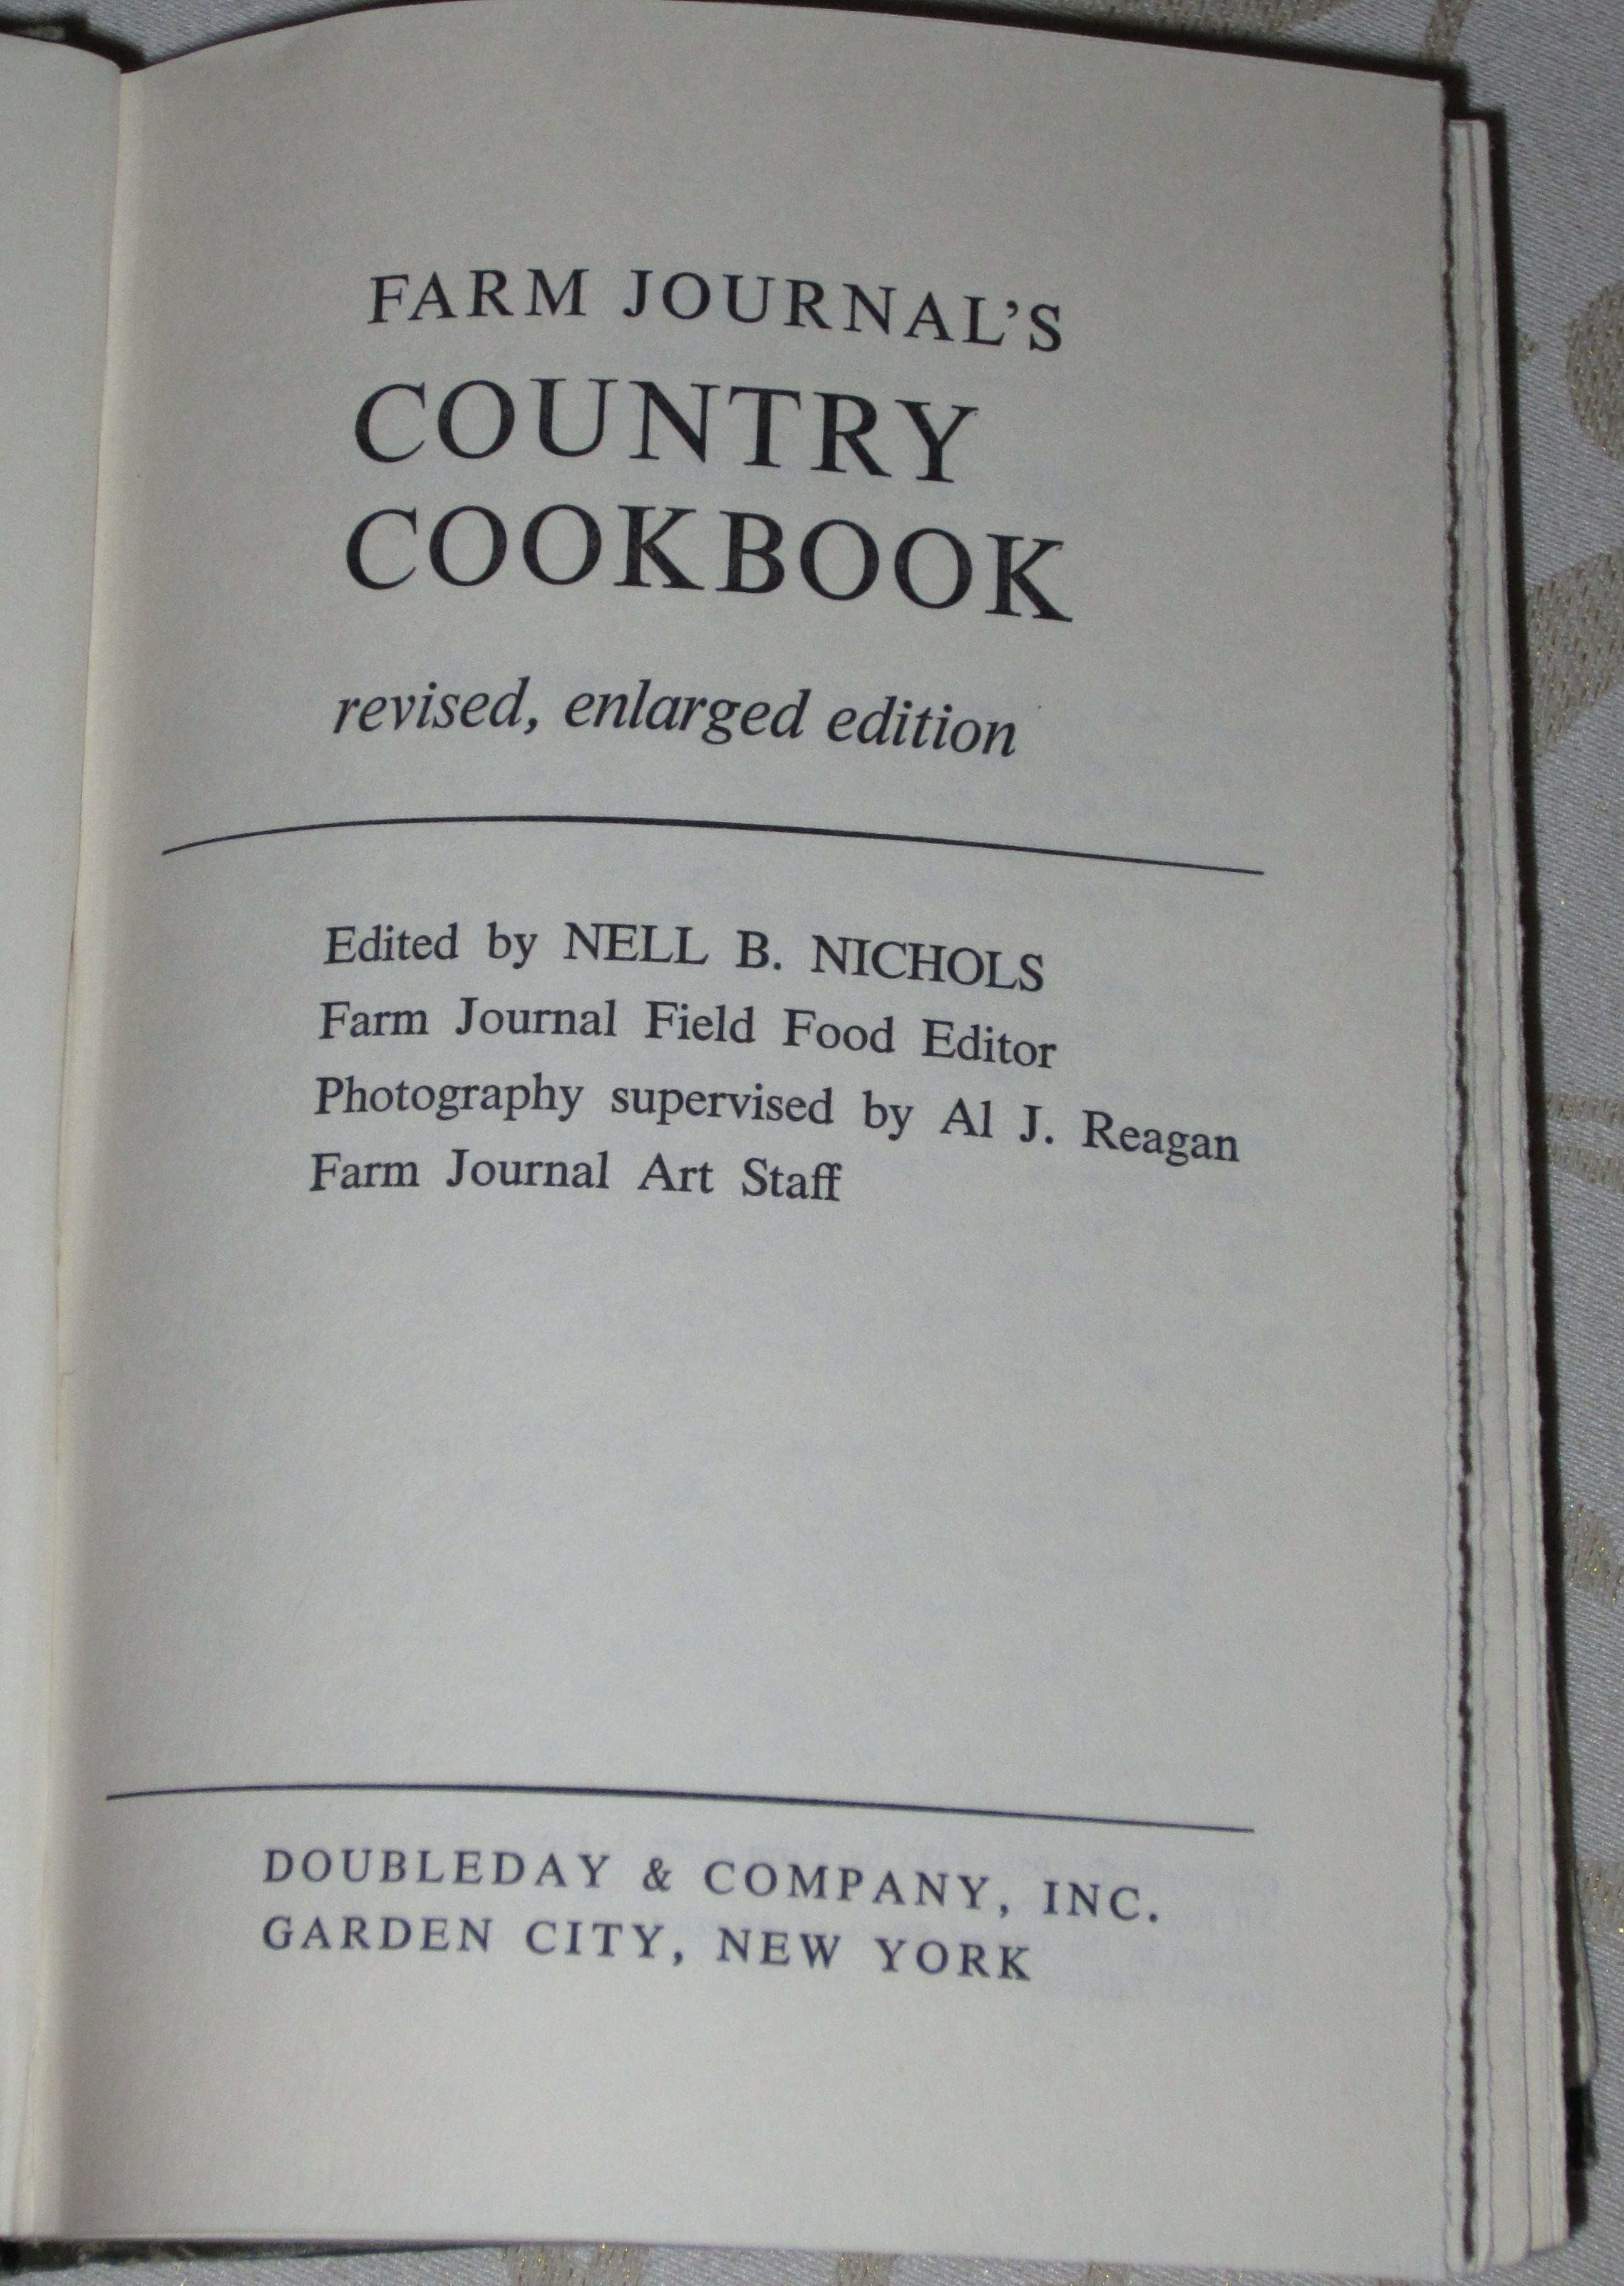 FARM JOURNAL'S
COUNTRY
COOKBOOK
revised, enlarged edition
Edited by NELL B. NICHOLS
Farm Journal Field Food Editor
Photography supervised by Al J. Reagan
Farm Journal Art Staff
DOUBLEDAY & COMPANY, INC.
GARDEN CITY, NEW YORK